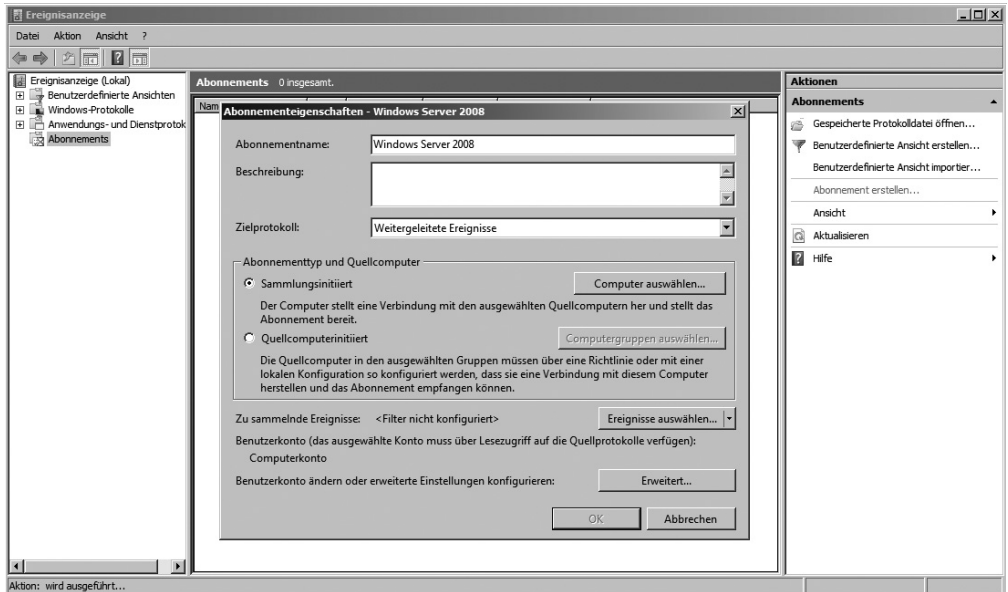 Ereignisanzeige
Datei Aktion Ansicht ?
Ereignisanzeige (Lokal)
Benutzerdefinierte Ansichten
Windows-Protokolle
Anwendungs- und Dienstprotok
Abonnements
Abonnements 0 insgesamt.
Nam
Abonnementeigenschaften - Windows Server 2008
Abonnementname: Windows Server 2008
Beschreibung:
Zielprotokoll: Weitergeleitete Ereignisse
Abonnementtyp und Quellcomputer
Sammlungsinitiiert Computer auswählen...
Der Computer stellt eine Verbindung mit den ausgewählten Quellcomputern her und stellt das
Abonnement bereit.
Quellcomputerinitiiert Computergruppen auswählen...
Die Quellcomputer in den ausgewählten Gruppen müssen über eine Richtlinie oder mit einer
lokalen Konfiguration so konfiguriert werden, dass sie eine Verbindung mit diesem Computer
herstellen und das Abonnement empfangen können.
Zu sammelnde Ereignisse: <Filter nicht konfiguriert> Ereignisse auswählen...
Benutzerkonto (das ausgewählte Konto muss über Lesezugriff auf die Quellprotokolle verfügen):
Computerkonto
Benutzerkonto ändern oder erweiterte Einstellungen konfigurieren: Erweitert...
OK Abbrechen
Aktionen
Abonnements
Gespeicherte Protokolldatei öffnen...
Benutzerdefinierte Ansicht erstellen...
Benutzerdefinierte Ansicht importier...
Abonnement erstellen...
Ansicht
Aktualisieren
Hilfe
Aktion: wird ausgeführt...